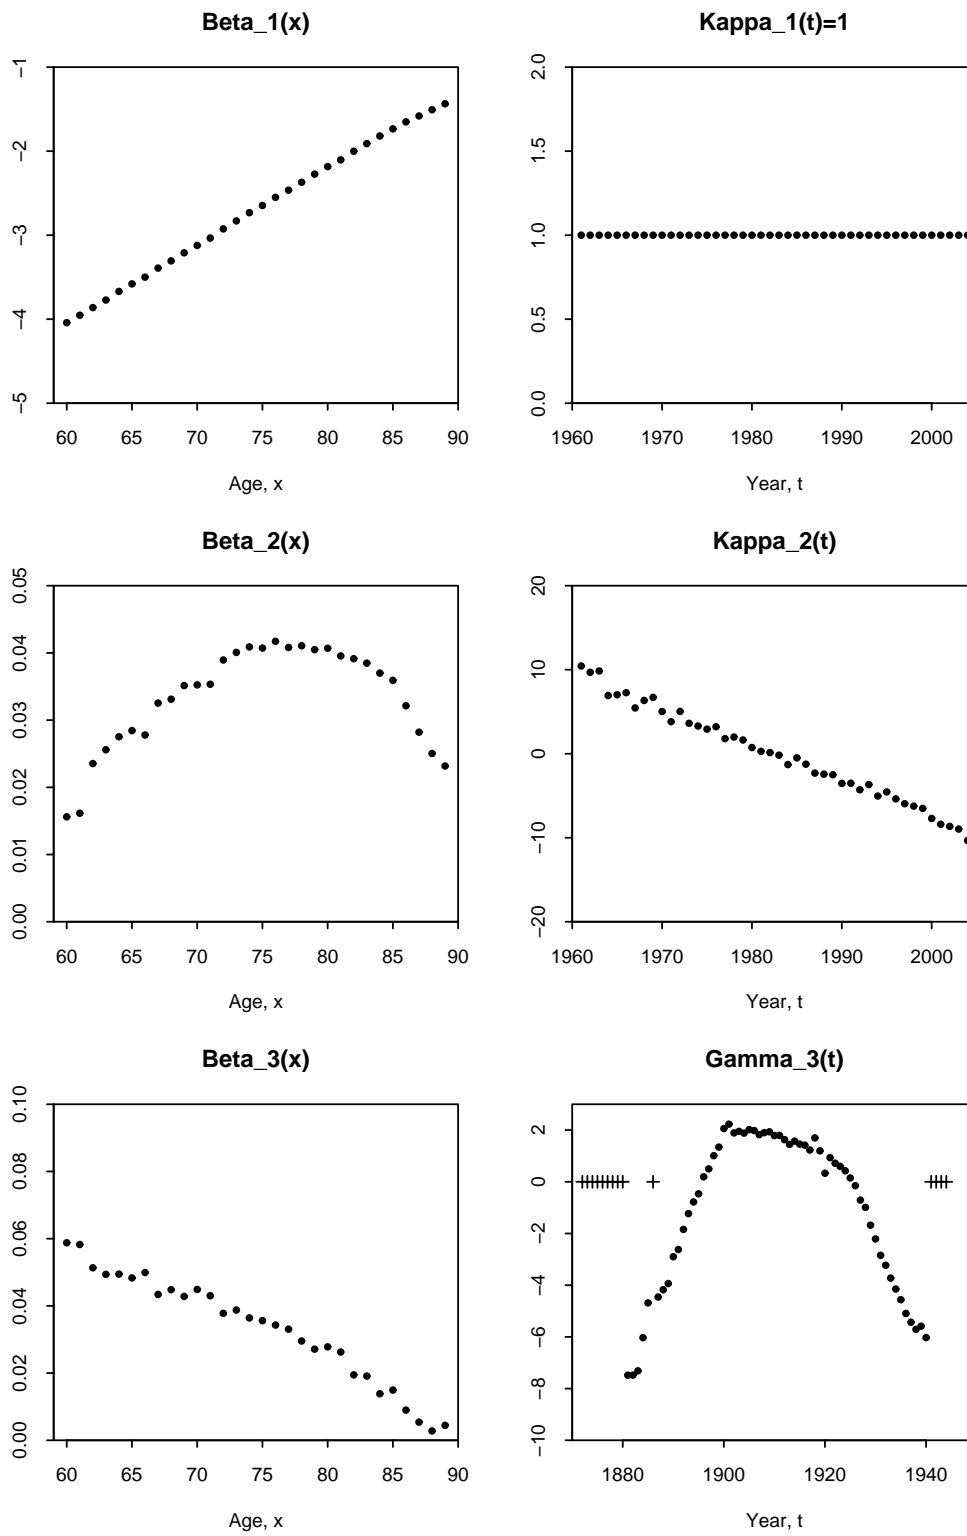 Beta_1(x)
−1
−2
−3
−4
−5
60 65 70 75 80 85 90
Age, x
Kappa_1(t)=1
2.0
1.5
1.0
0.5
0.0
1960 1970 1980 1990 2000
Year, t
Beta_2(x)
0.05
0.04
0.03
0.02
0.01
0.00
60 65 70 75 80 85 90
Age, x
Kappa_2(t)
20
10
0
−10
−20
1960 1970 1980 1990 2000
Year, t
Beta_3(x)
0.10
0.08
0.06
0.04
0.02
0.00
60 65 70 75 80 85 90
Age, x
Gamma_3(t)
2
0
−2
−4
−6
−8
−10
1880 1900 1920 1940
Year, t